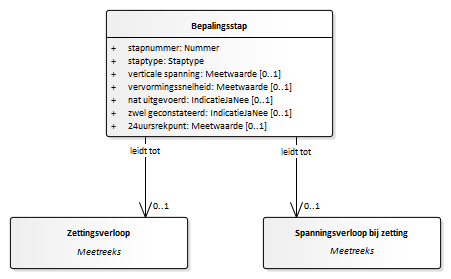 Bepalingsstap
+ stapnummer: Nummer
+ staptype: Staptype
+ verticale spanning: Meetwaarde [0..1]
+ vervormingssnelheid: Meetwaarde [0..1]
+ nat uitgevoerd: IndicatieJaNee [0..1]
+ zwel geconstateerd: IndicatieJaNee [0..1]
+ 24uursrekpunt: Meetwaarde [0..1]
leidt tot
leidt tot
0..1
0..1
Zettingsverloop
Meetreeks
Spanningsverloop bij zetting
Meetreeks